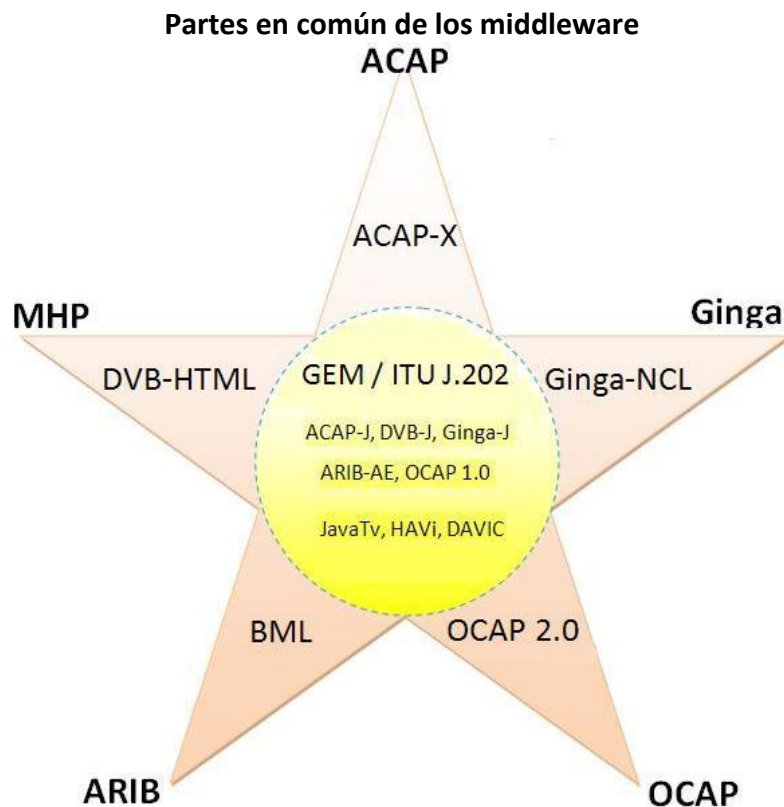 Partes en común de los middleware
ACAP
ACAP-X
MHP
Ginga
DVB-HTML
GEM / ITU J.202
Ginga-NCL
ACAP-J, DVB-J, Ginga-J
ARIB-AE, OCAP 1.0
JavaTv, HAVi, DAVIC
BML
OCAP 2.0
ARIB
OCAP